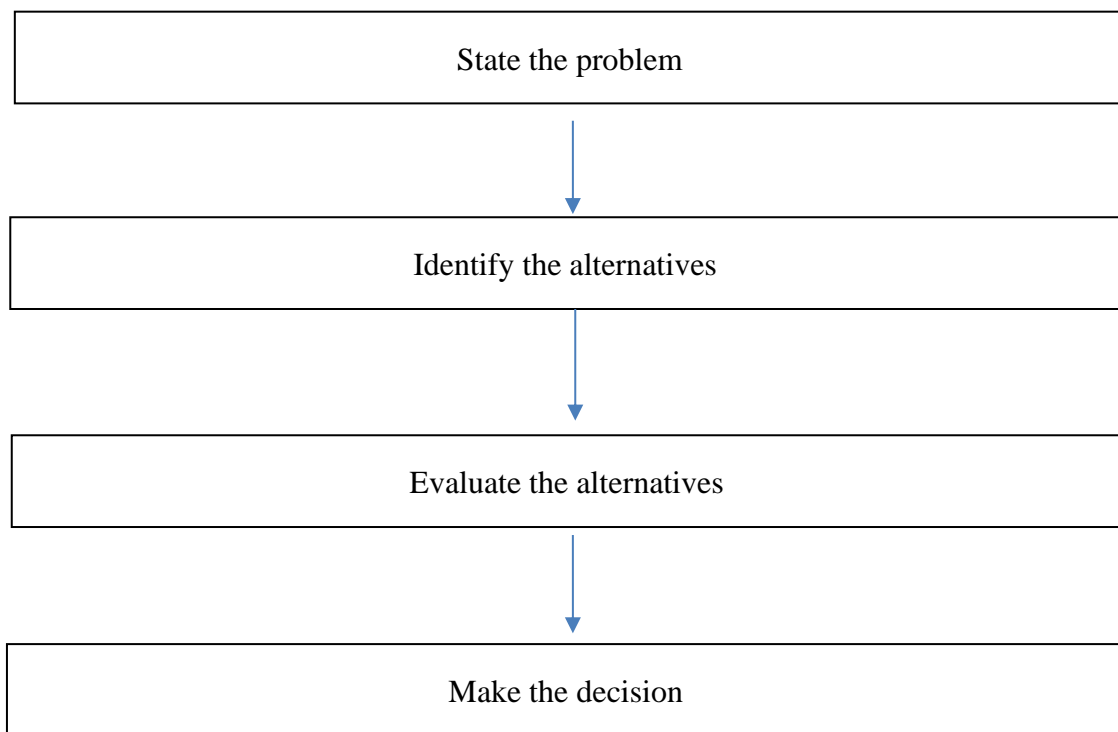 State the problem
Identify the alternatives
Evaluate the alternatives
Make the decision